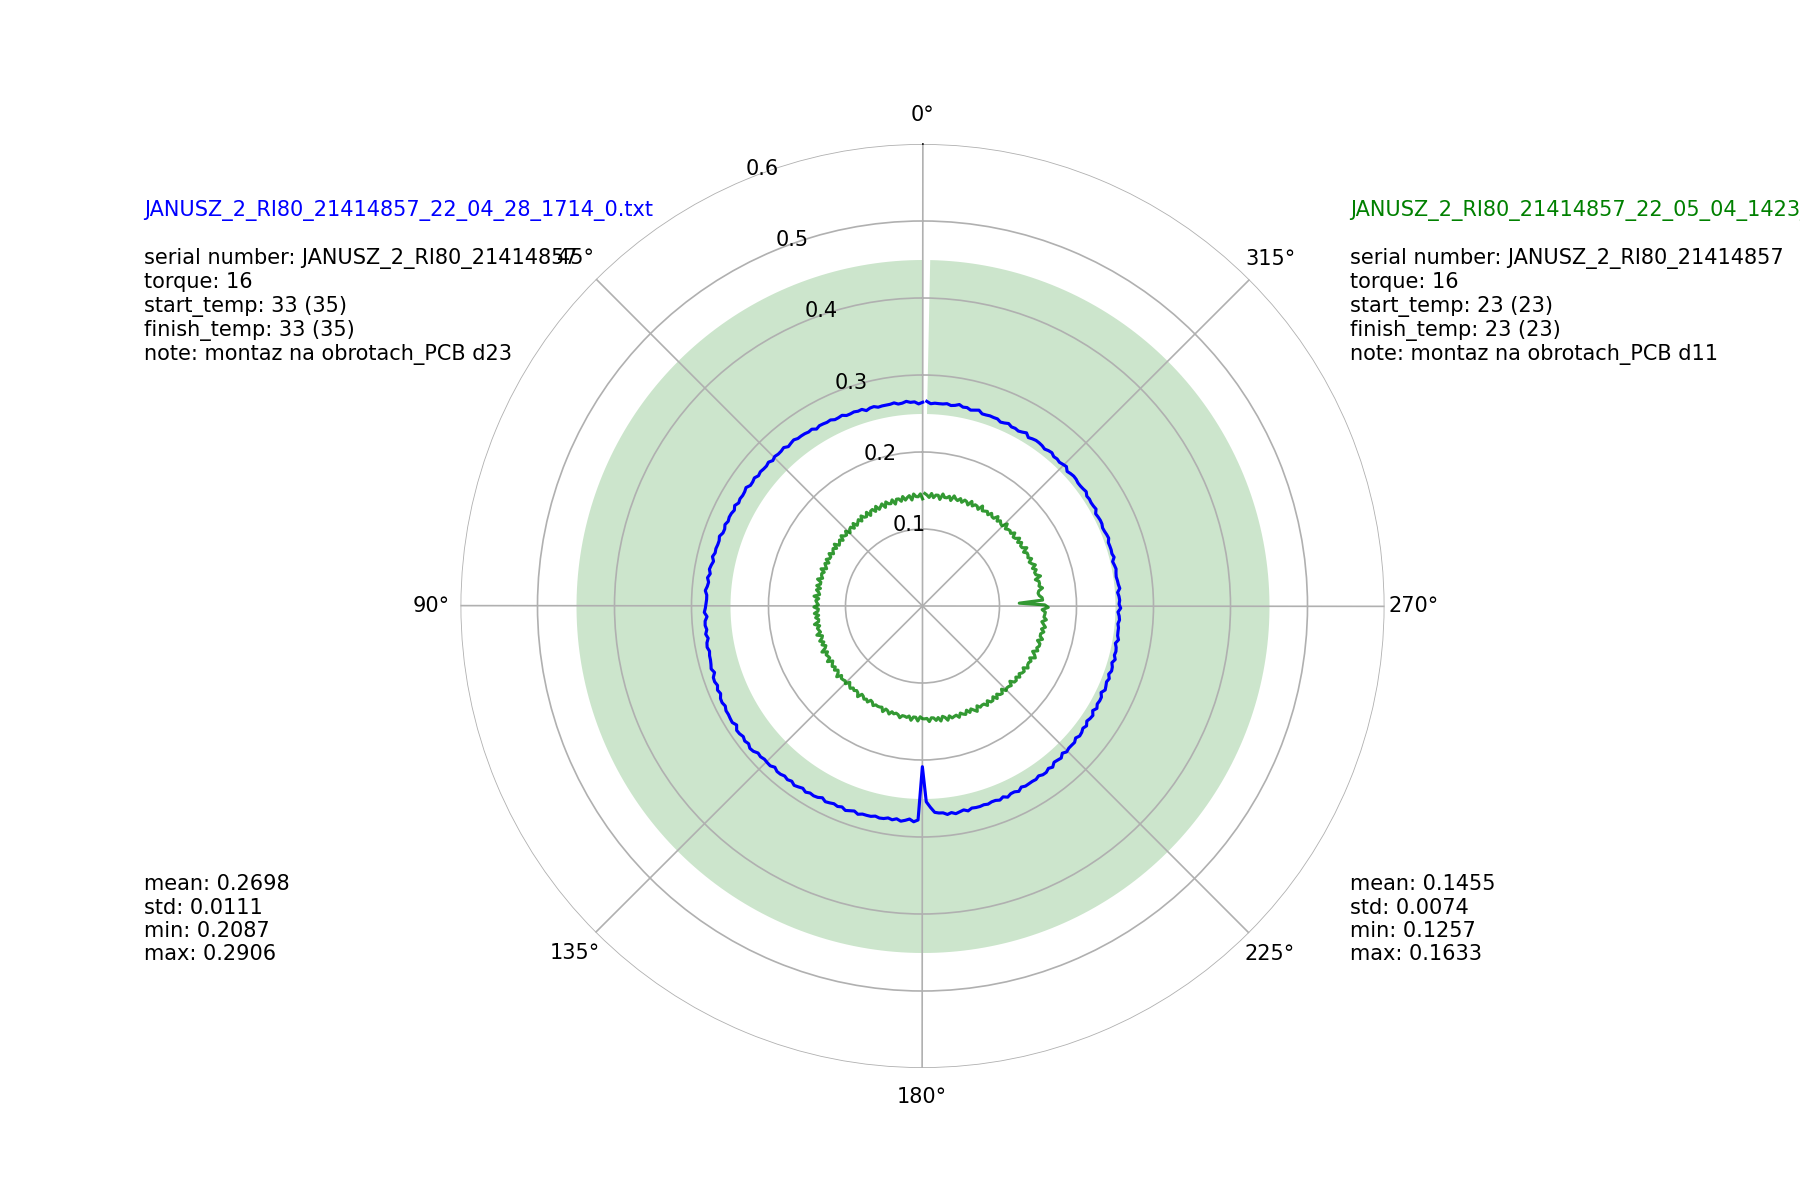 0°
0.6
JANUSZ_2_RI80_21414857_22_04_28_1714_0.txt
JANUSZ_2_RI80_21414857_22_05_04_1423
0.5
serial number: JANUSZ_2_RI80_21414857
45°
315°
serial number: JANUSZ_2_RI80_21414857
torque: 16
torque: 16
start_temp: 33 (35)
0.4
start_temp: 23 (23)
finish_temp: 33 (35)
finish_temp: 23 (23)
note: montaz na obrotach_PCB d23
note: montaz na obrotach_PCB d11
0.3
0.2
0.1
90°
270°
mean: 0.2698
std: 0.0111
min: 0.2087
max: 0.2906
mean: 0.1455
std: 0.0074
min: 0.1257
max: 0.1633
135°
225°
180°